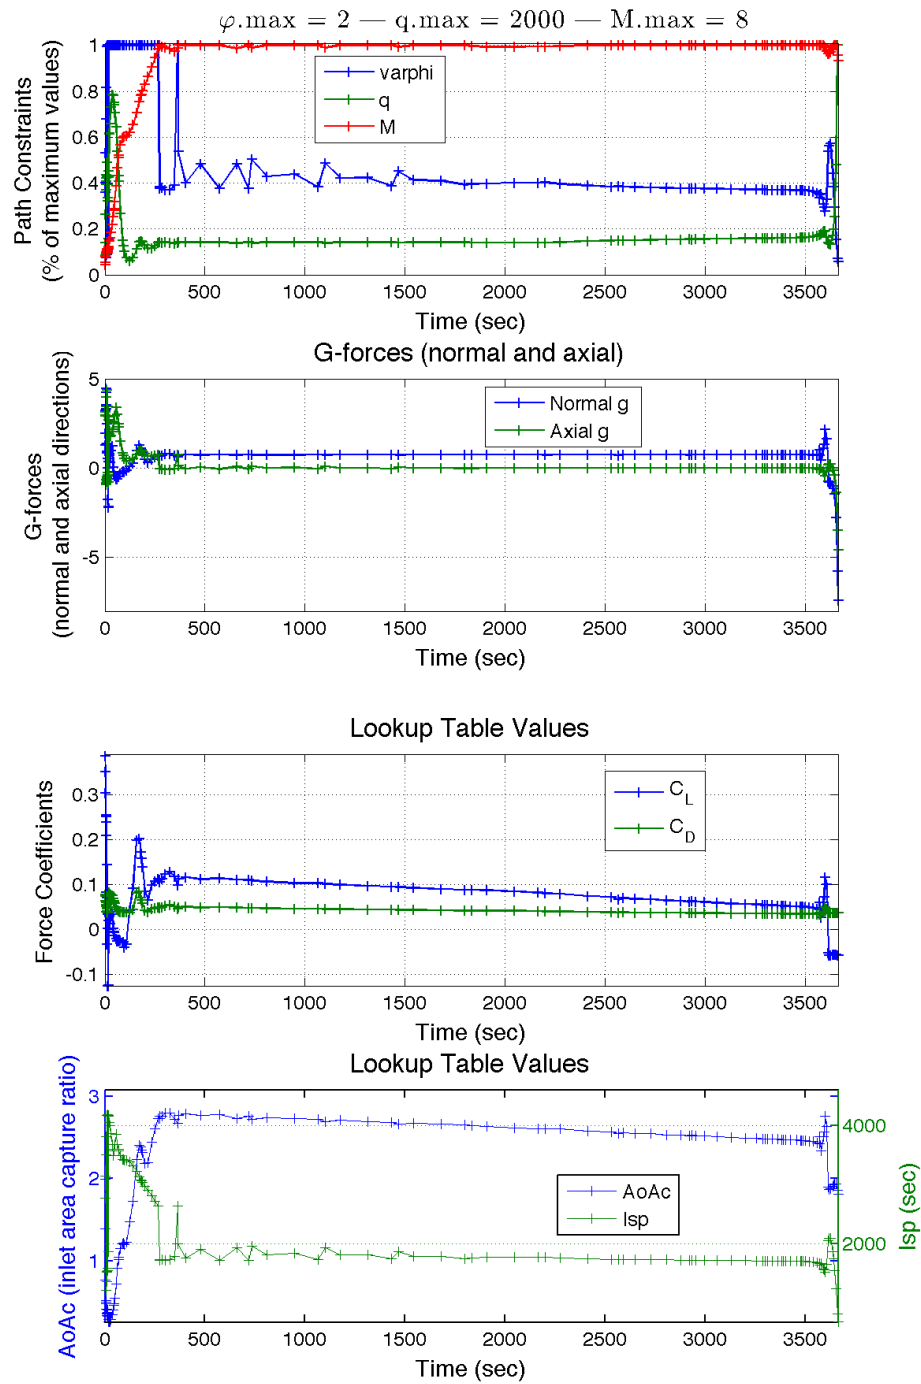 φ.max = 2 — q.max = 2000 — M.max = 8
Path Constraints
(% of maximum values)
1
0.8
0.6
0.4
0.2
0
varphi
q
M
0 500 1000 1500 2000 2500 3000 3500
Time (sec)
G-forces (normal and axial)
G-forces
(normal and axial directions)
5
0
-5
Normal g
Axial g
0 500 1000 1500 2000 2500 3000 3500
Time (sec)
Lookup Table Values
Force Coefficients
0.3
0.2
0.1
0
-0.1
C_L
C_D
0 500 1000 1500 2000 2500 3000 3500
Time (sec)
Lookup Table Values
AoAc (inlet area capture ratio)
3
2
1
AoAc
Isp
4000
2000
Isp (sec)
0 500 1000 1500 2000 2500 3000 3500
Time (sec)